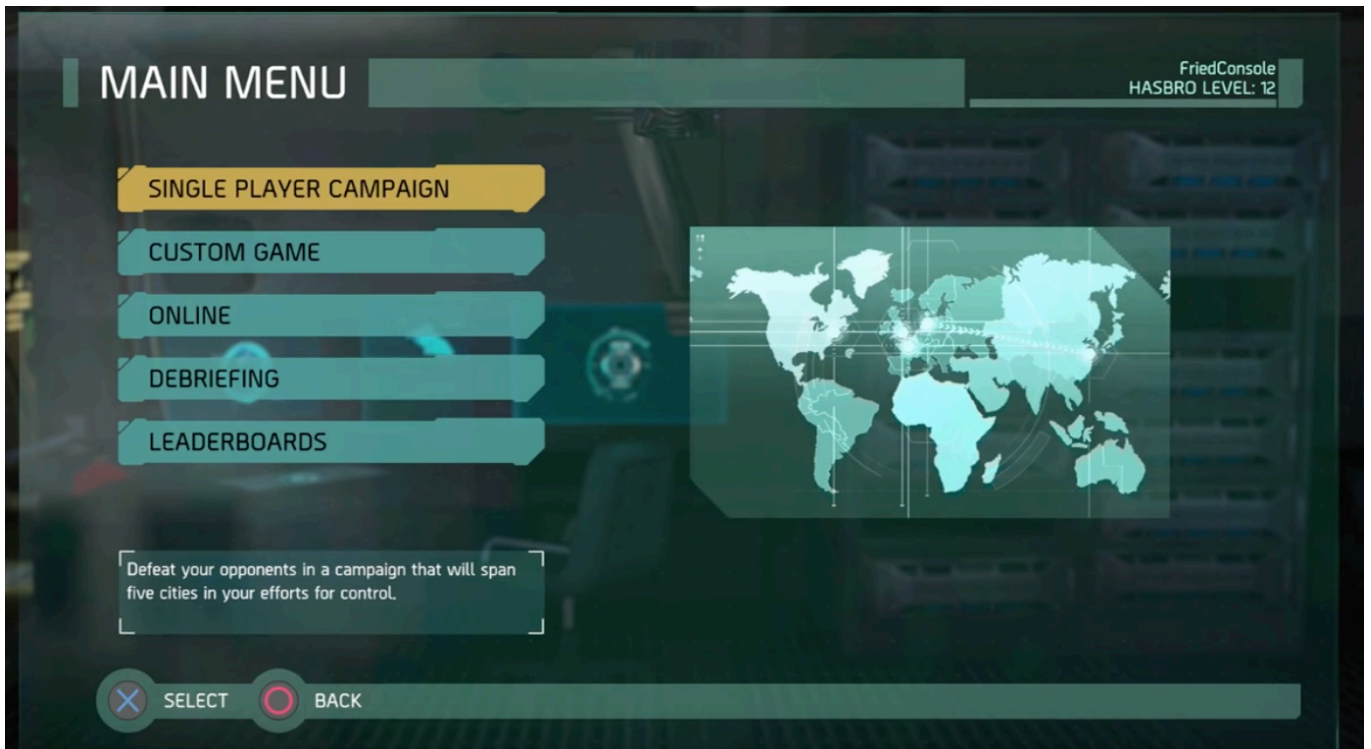 MAIN MENU
FriedConsole
HASBRO LEVEL: 12
SINGLE PLAYER CAMPAIGN
CUSTOM GAME
ONLINE
DEBRIEFING
LEADERBOARDS
Defeat your opponents in a campaign that will span
five cities in your efforts for control.
SELECT
BACK